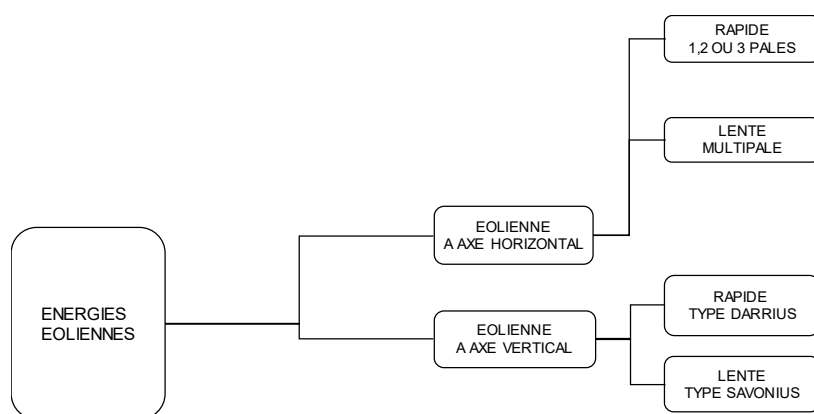 ENERGIES
EOLIENNES
EOLIENNE
A AXE HORIZONTAL
RAPIDE
1,2 OU 3 PALES
LENTE
MULTIPALE
EOLIENNE
A AXE VERTICAL
RAPIDE
TYPE DARRIUS
LENTE
TYPE SAVONIUS